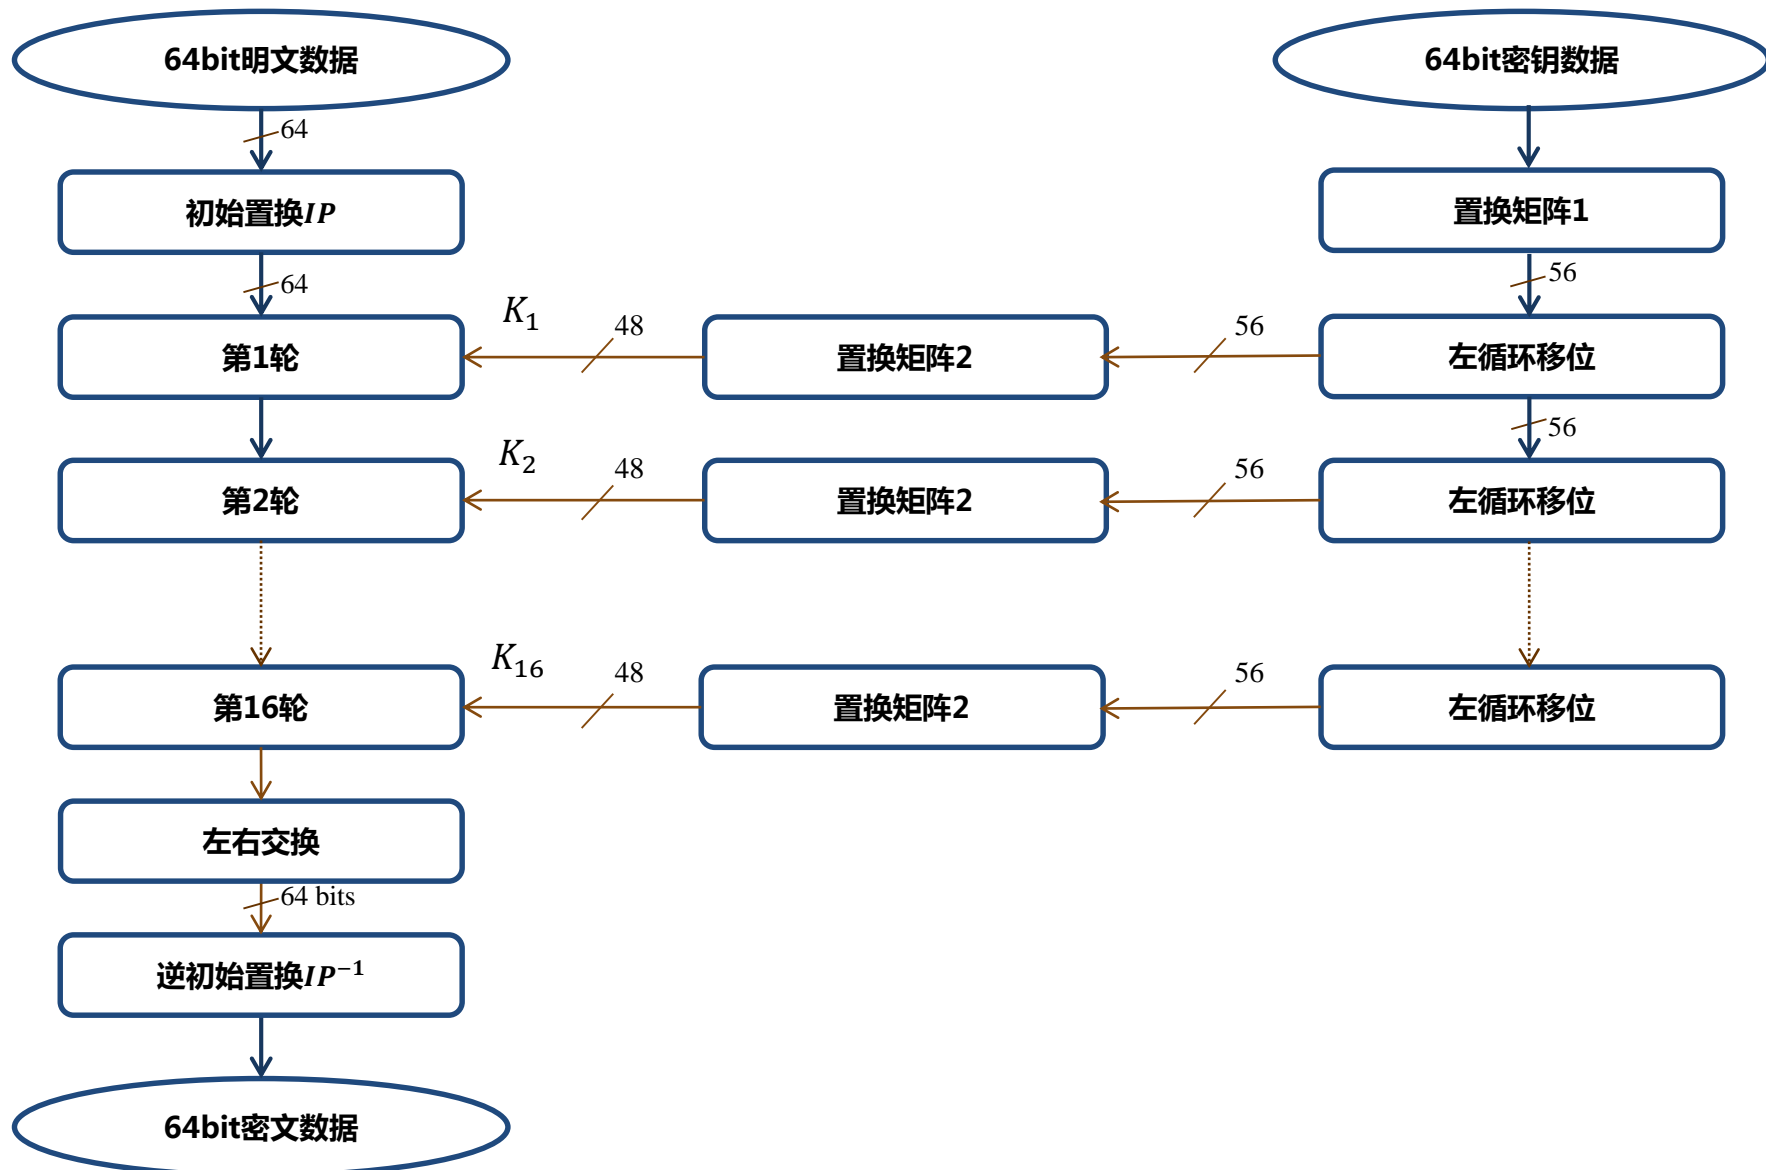 64bit明文数据
64bit密钥数据
64
初始置换IP
置换矩阵1
64
56
K₁
48
56
第1轮
置换矩阵2
左循环移位
56
K₂
48
56
第2轮
置换矩阵2
左循环移位
K₁₆
48
56
第16轮
置换矩阵2
左循环移位
左右交换
64 bits
逆初始置换IP⁻¹
64bit密文数据